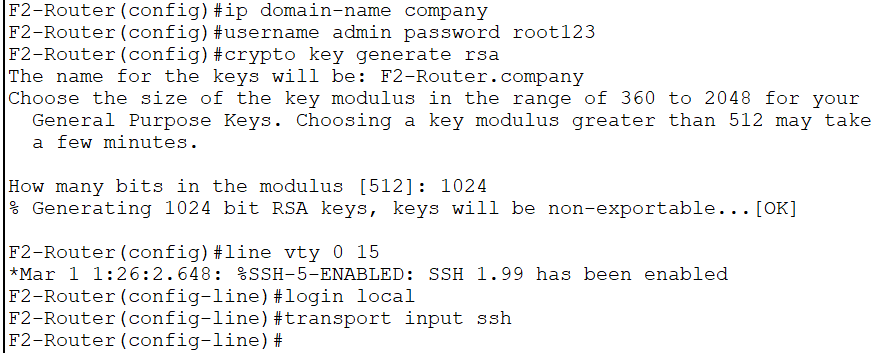 F2-Router(config)#ip domain-name company
F2-Router(config)#username admin password root123
F2-Router(config)#crypto key generate rsa
The name for the keys will be: F2-Router.company
Choose the size of the key modulus in the range of 360 to 2048 for your
  General Purpose Keys. Choosing a key modulus greater than 512 may take
  a few minutes.

How many bits in the modulus [512]: 1024
% Generating 1024 bit RSA keys, keys will be non-exportable...[OK]

F2-Router(config)#line vty 0 15
*Mar 1 1:26:2.648: %SSH-5-ENABLED: SSH 1.99 has been enabled
F2-Router(config-line)#login local
F2-Router(config-line)#transport input ssh
F2-Router(config-line)#